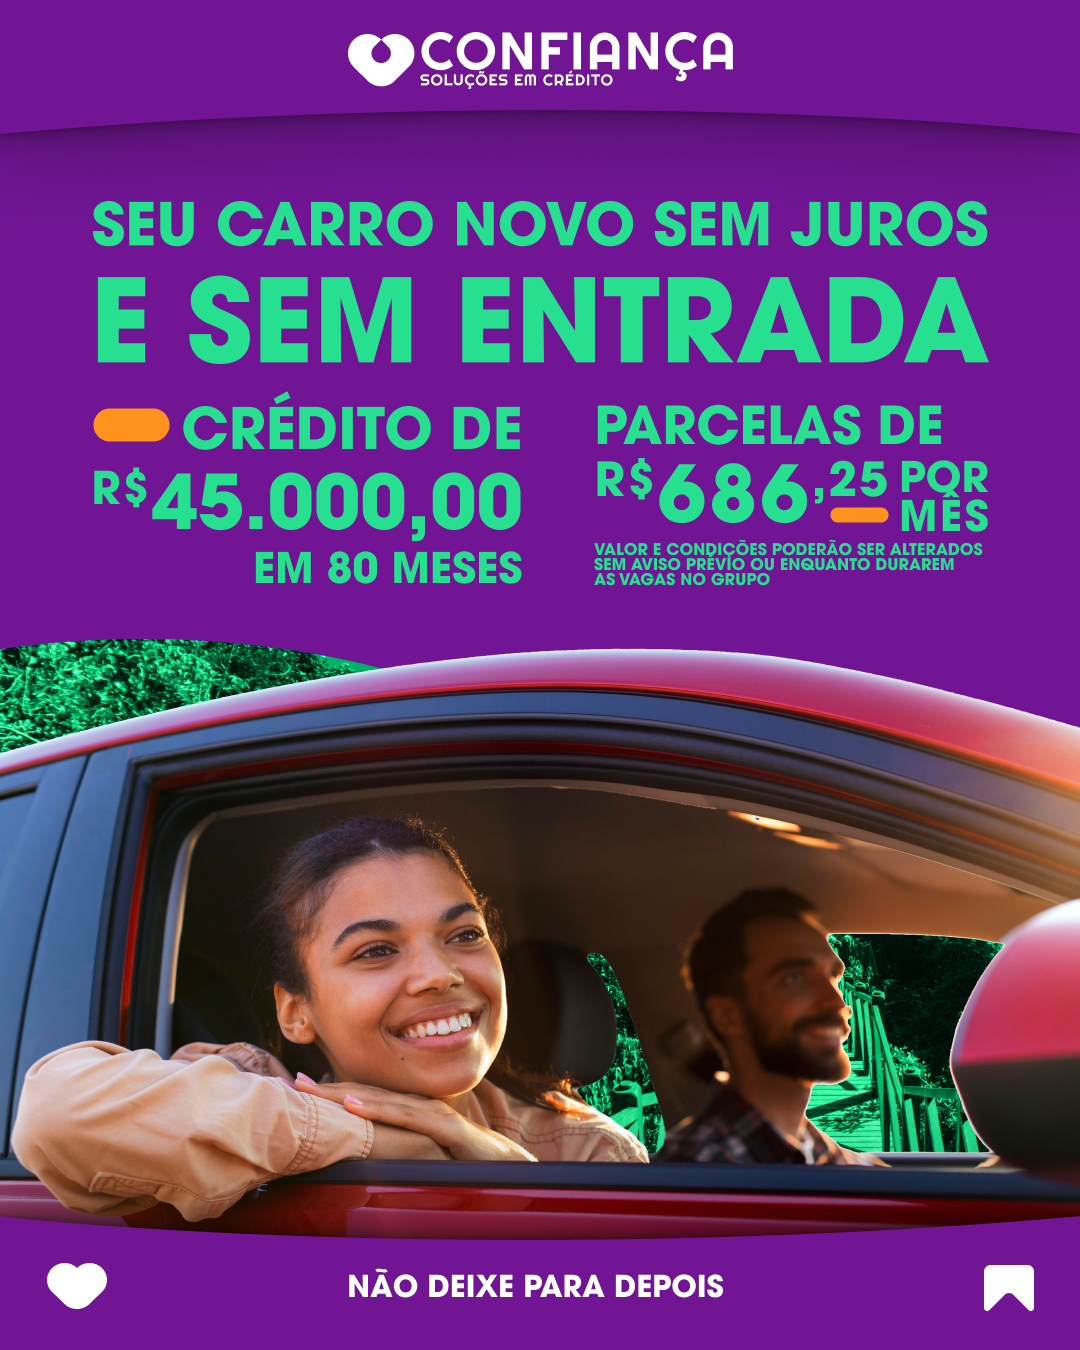 CONFIANÇA
SOLUÇÕES EM CRÉDITO
SEU CARRO NOVO SEM JUROS
E SEM ENTRADA
CRÉDITO DE
R$45.000,00
EM 80 MESES
PARCELAS DE
R$686,25 POR MÊS
VALOR E CONDIÇÕES PODERÃO SER ALTERADOS
SEM AVISO PRÉVIO OU ENQUANTO DURAREM
AS VAGAS NO GRUPO
NÃO DEIXE PARA DEPOIS